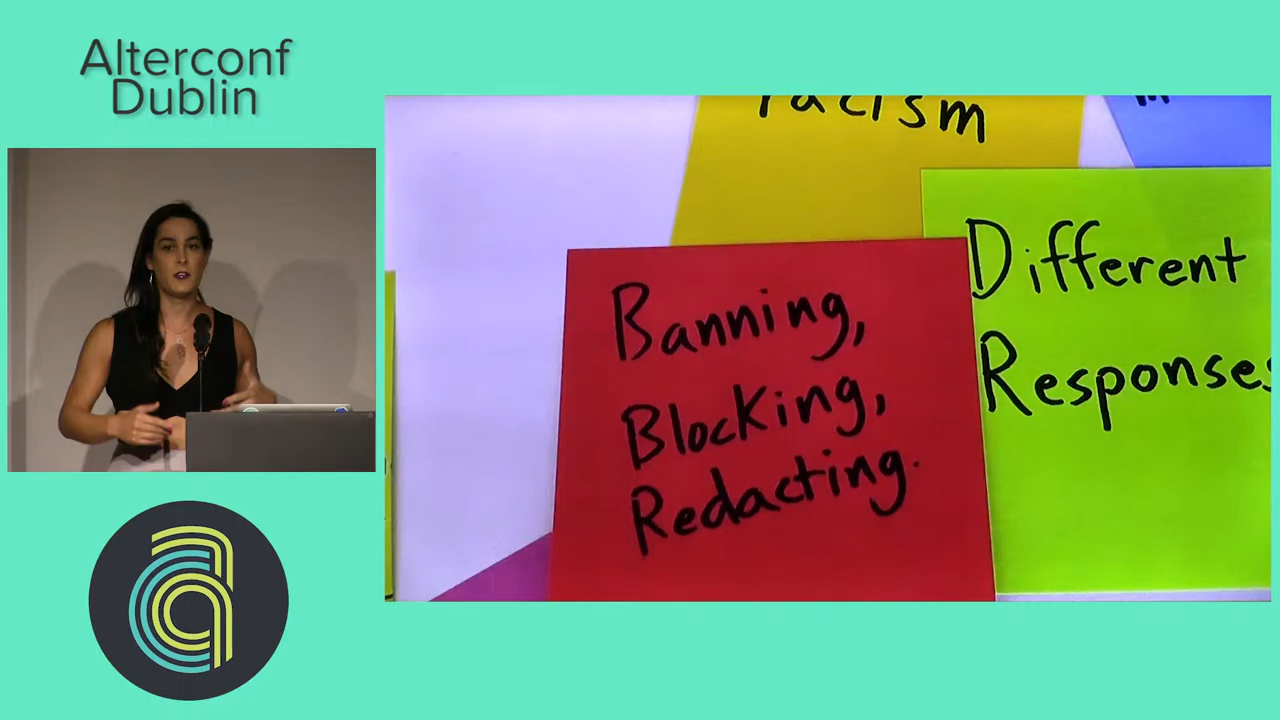 Alterconf
Dublin
racism
Different
Responses
Banning,
Blocking,
Redacting.